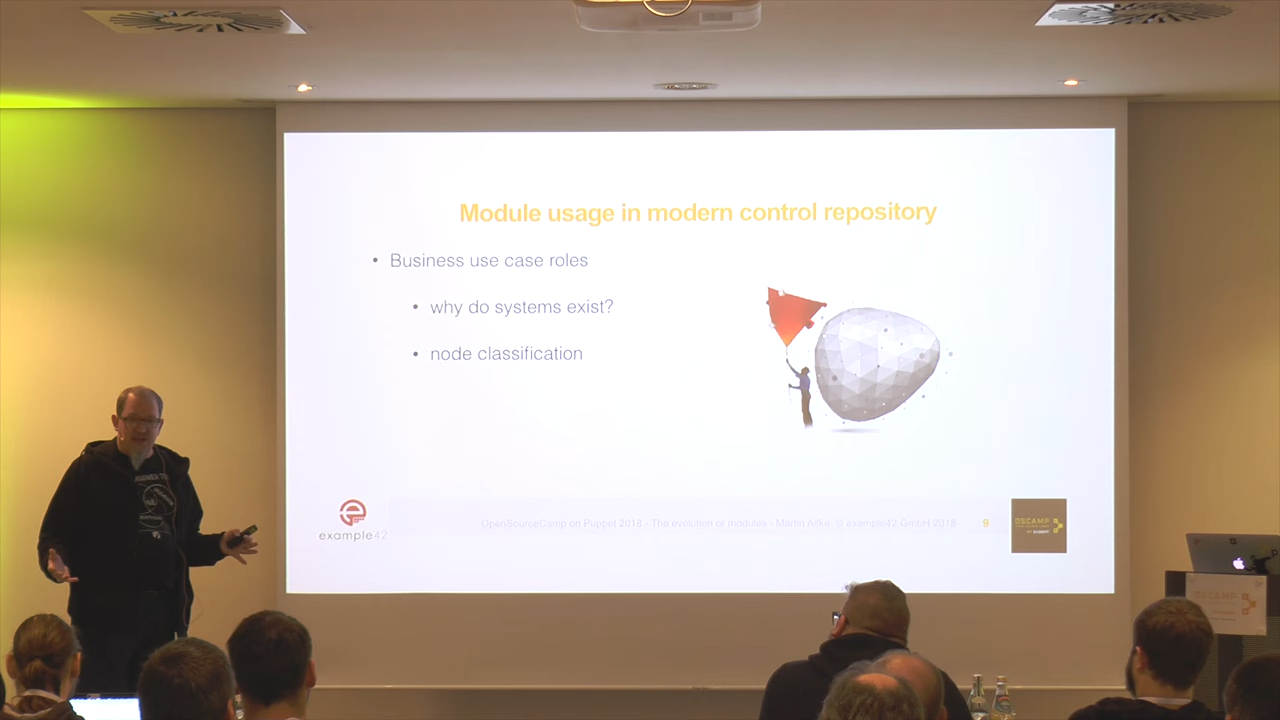 Module usage in modern control repository
• Business use case roles
• why do systems exist?
• node classification
example42
OpenSourceCamp on Puppet 2018 - The evolution or modules - Martin Alfke © example42 GmbH 2018
9
OSCAMP
OSCAMP